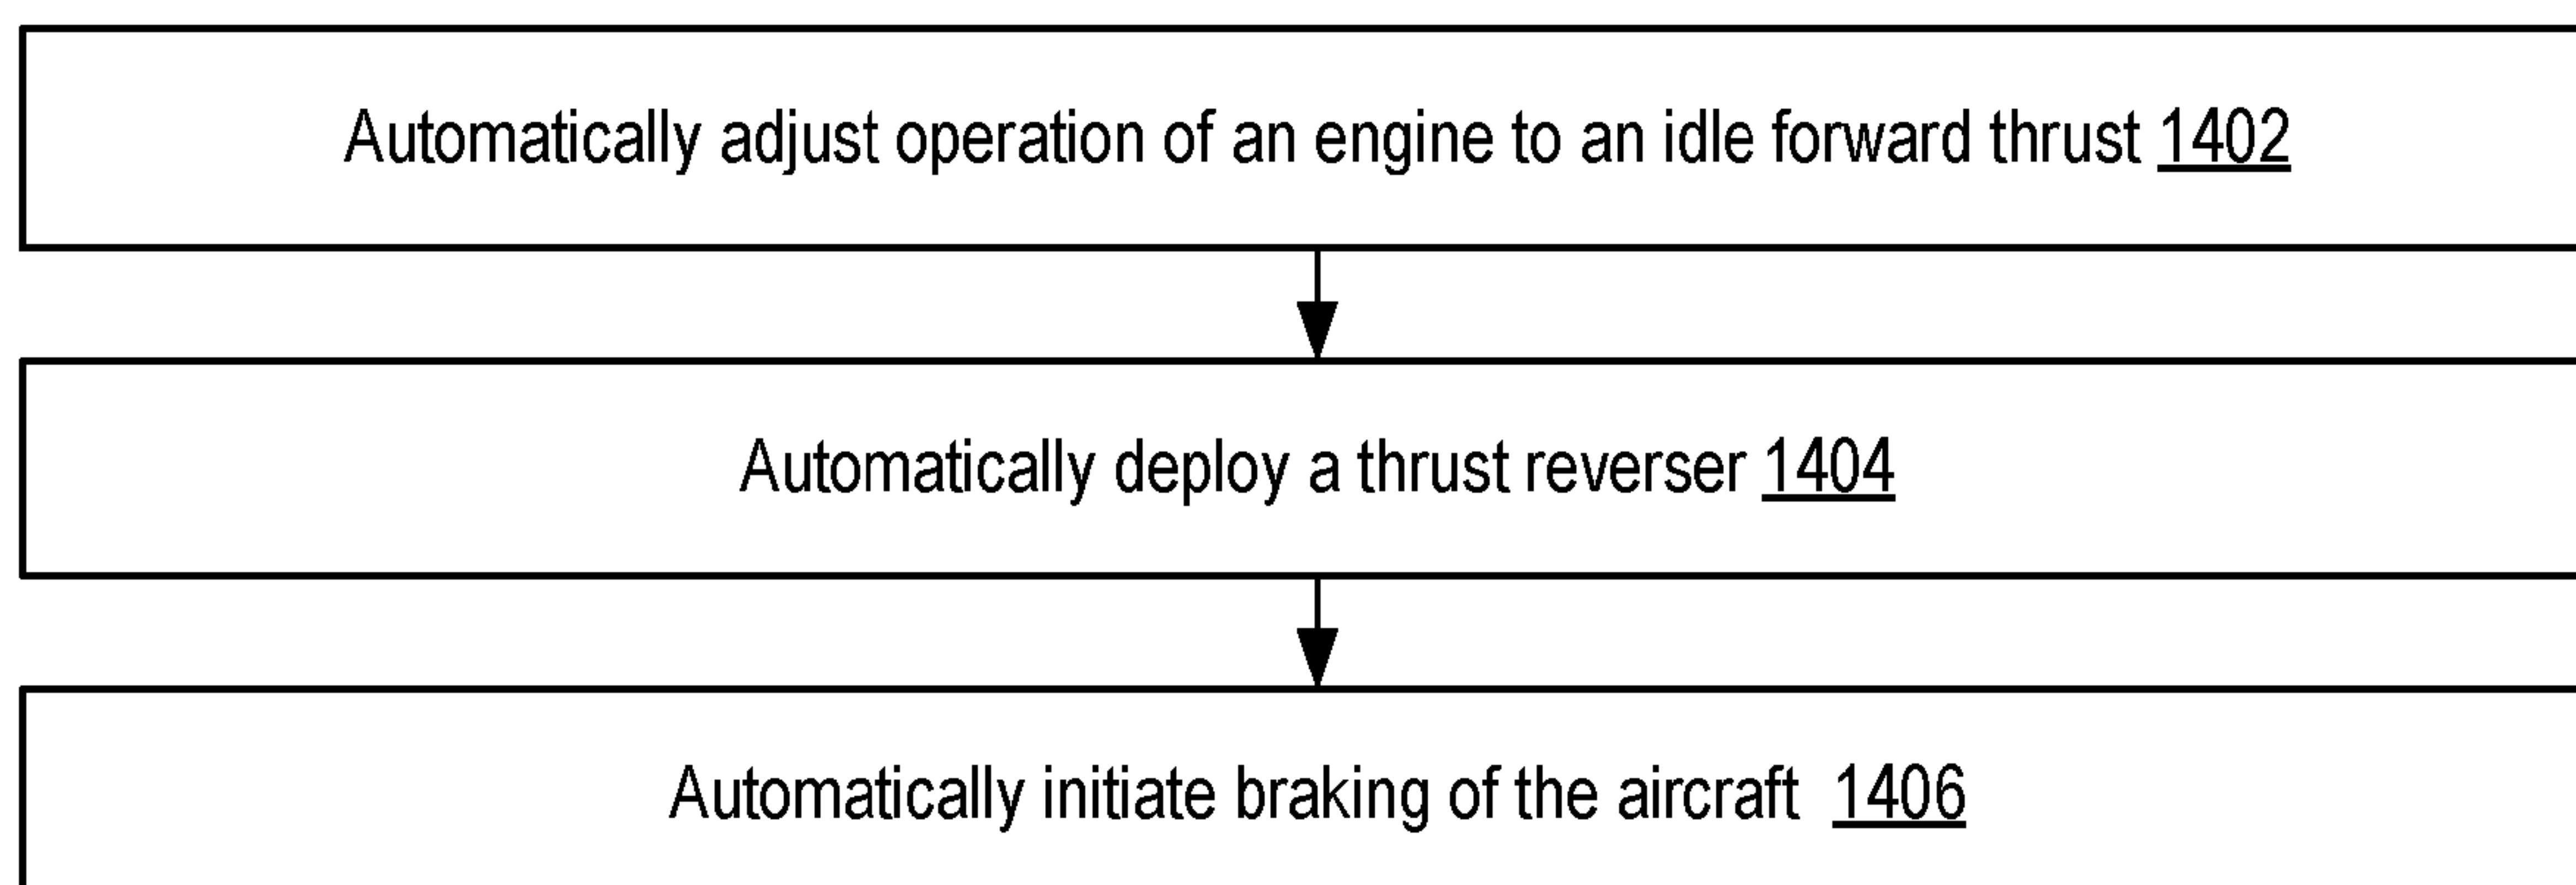 Automatically adjust operation of an engine to an idle forward thrust 1402
Automatically deploy a thrust reverser 1404
Automatically initiate braking of the aircraft 1406